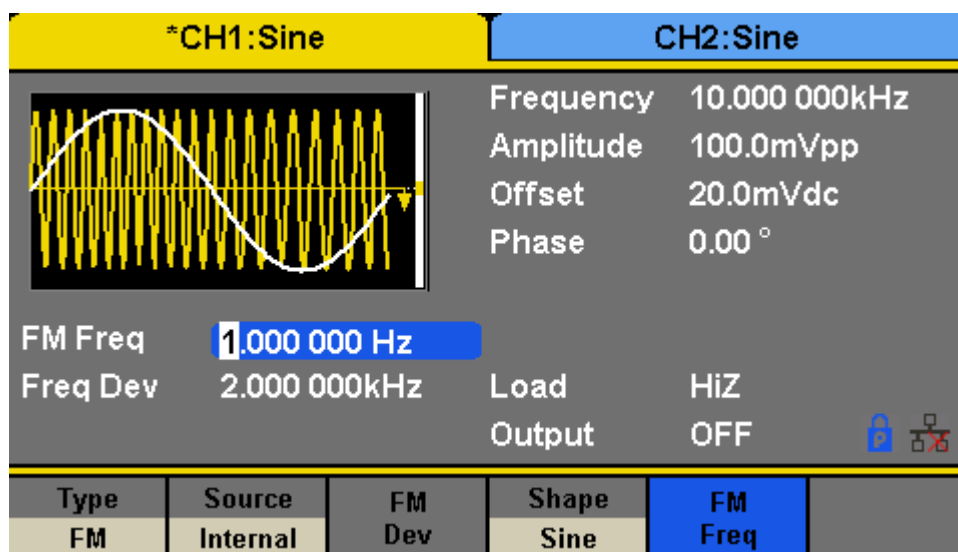 *CH1:Sine
CH2:Sine
Frequency 10.000 000kHz
Amplitude 100.0mVpp
Offset 20.0mVdc
Phase 0.00 °
FM Freq 1.000 000 Hz
Freq Dev 2.000 000kHz
Load HiZ
Output OFF
P
Type
FM
Source
Internal
FM
Dev
Shape
Sine
FM
Freq